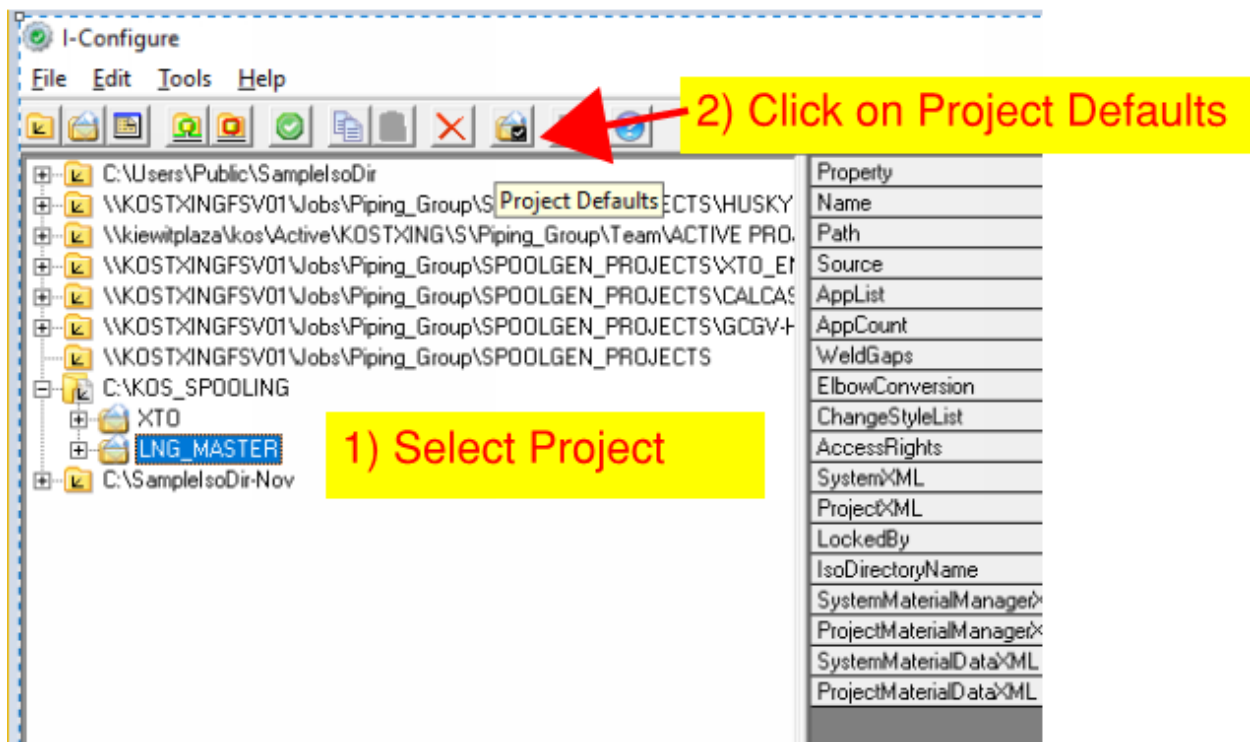 I-Configure
File Edit Tools Help
2) Click on Project Defaults
C:\Users\Public\SampleIsoDir
\\KOSTXINGFSV01\Jobs\Piping_Group\S
Project Defaults
ECTS\HUSKY
\\kiewitplaza\kos\Active\KOSTXING\S\Piping_Group\Team\ACTIVE PRO.
\\KOSTXINGFSV01\Jobs\Piping_Group\SPOOLGEN_PROJECTS\XTO_EN
\\KOSTXINGFSV01\Jobs\Piping_Group\SPOOLGEN_PROJECTS\CALCAS
\\KOSTXINGFSV01\Jobs\Piping_Group\SPOOLGEN_PROJECTS\GCGV-H
\\KOSTXINGFSV01\Jobs\Piping_Group\SPOOLGEN_PROJECTS
C:\KOS_SPOOLING
XTO
LNG_MASTER
C:\SampleIsoDir-Nov
1) Select Project
Property
Name
Path
Source
AppList
AppCount
WeldGaps
ElbowConversion
ChangeStyleList
AccessRights
SystemXML
ProjectXML
LockedBy
IsoDirectoryName
SystemMaterialManagerX
ProjectMaterialManagerX
SystemMaterialDataXML
ProjectMaterialDataXML